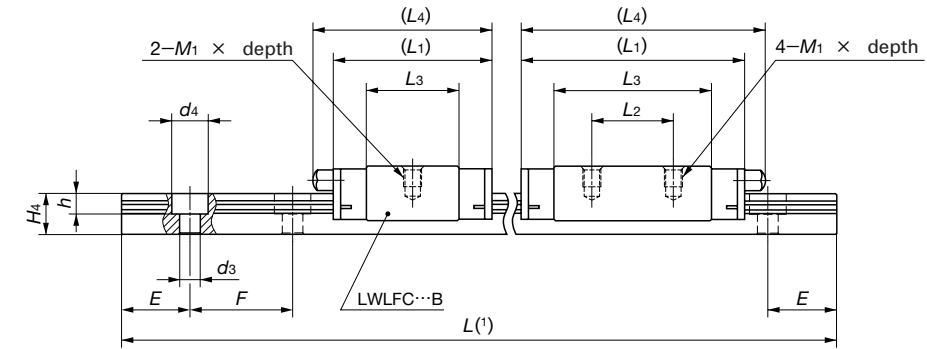 (L4)
(L4)
2−M1 × depth
(L1)
(L1)
4−M1 × depth
L3
L3
d4
L2
H4
h
d3
E
F
LWLFC⋯B
E
L(1)